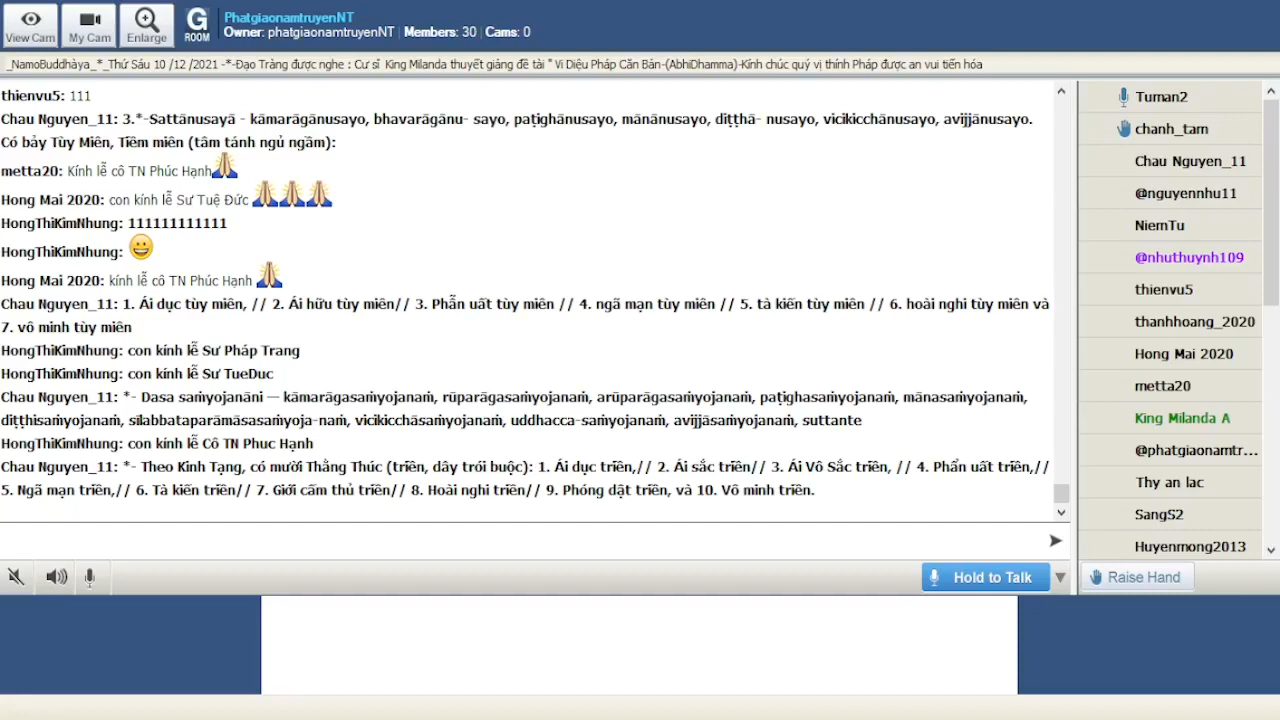 View Cam
My Cam
Enlarge
G
ROOM
PhatgiaonamtruyenNT
Owner: phatgiaonamtruyenNT | Members: 30 | Cams: 0
_NamoBuddhàya_*_Thứ Sáu 10 /12 /2021 -*-Đạo Tràng được nghe : Cư sĩ King Milanda thuyết giảng đề tài " Vi Diệu Pháp Căn Bản-(AbhiDhamma)-Kính chúc quý vị thính Pháp được an vui tiến hóa
thienvu5: 111
Chau Nguyen_11: 3.*-Sattānusayā - kāmarāgānusayo, bhavarāgānu- sayo, paṭighānusayo, mānānusayo, diṭṭhā- nusayo, vicikicchānusayo, avijjānusayo.
Có bảy Tùy Miên, Tiềm miên (tâm tánh ngủ ngầm):
metta20: Kính lễ cô TN Phúc Hạnh
Hong Mai 2020: con kính lễ Sư Tuệ Đức
HongThiKimNhung: 111111111111
HongThiKimNhung:
Hong Mai 2020: kính lễ cô TN Phúc Hạnh
Chau Nguyen_11: 1. Ái dục tùy miên, // 2. Ái hữu tùy miên// 3. Phẫn uất tùy miên // 4. ngã mạn tùy miên // 5. tà kiến tùy miên // 6. hoài nghi tùy miên và
7. vô minh tùy miên
HongThiKimNhung: con kính lễ Sư Pháp Trang
HongThiKimNhung: con kính lễ Sư TueDuc
Chau Nguyen_11: *- Dasa saṁyojanāni — kāmarāgasaṁyojanaṁ, rūparāgasaṁyojanaṁ, arūparāgasaṁyojanaṁ, paṭighasaṁyojanaṁ, mānasaṁyojanaṁ,
diṭṭhisaṁyojanaṁ, sīlabbataparāmāsasaṁyoja-naṁ, vicikicchāsaṁyojanaṁ, uddhacca-saṁyojanaṁ, avijjāsaṁyojanaṁ, suttante
HongThiKimNhung: con kính lễ Cô TN Phuc Hạnh
Chau Nguyen_11: *- Theo Kinh Tạng, có mười Thằng Thúc (triền, dây trói buộc): 1. Ái dục triền,// 2. Ái sắc triền// 3. Ái Vô Sắc triền, // 4. Phẩn uất triền,//
5. Ngã mạn triền,// 6. Tà kiến triền// 7. Giới cấm thủ triền// 8. Hoài nghi triền// 9. Phóng dật triền, và 10. Vô minh triền.
Hold to Talk
Tuman2
chanh_tam
Chau Nguyen_11
@nguyennhu11
NiemTu
@nhuthuynh109
thienvu5
thanhhoang_2020
Hong Mai 2020
metta20
King Milanda A
@phatgiaonamtr...
Thy an lac
SangS2
Huyenmong2013
Raise Hand